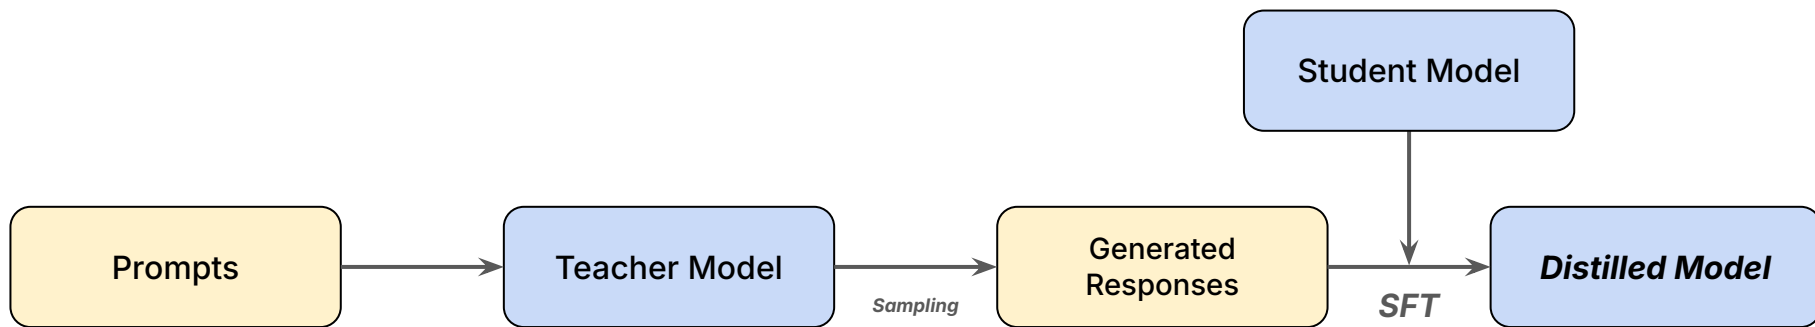 Student Model
Prompts
Teacher Model
Sampling
Generated
Responses
SFT
Distilled Model